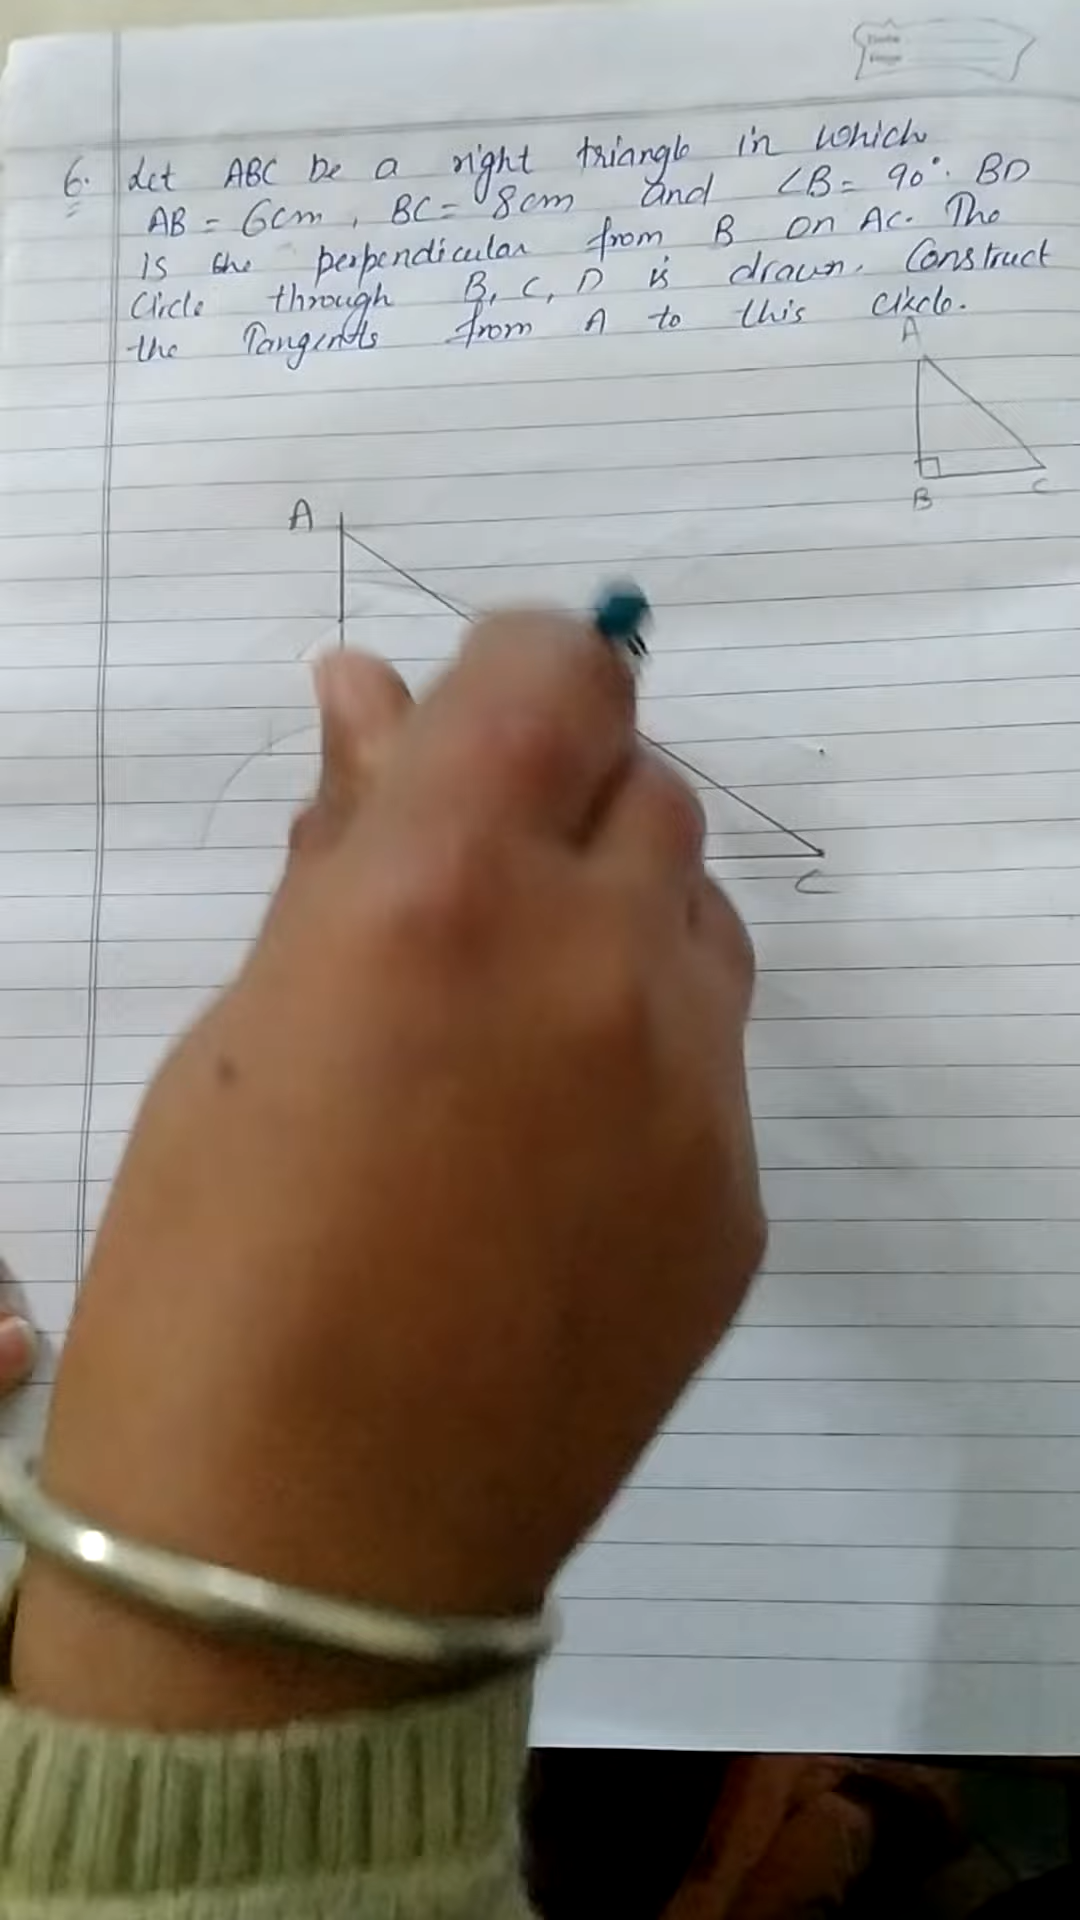 6. Let ABC be a right triangle in which
AB = 6cm, BC = 8cm and ∠B = 90°. BD
is the perpendicular from B on AC. The
Circle through B, C, D is drawn. Construct
the Tangents from A to this circle.
A
B
C
A
C